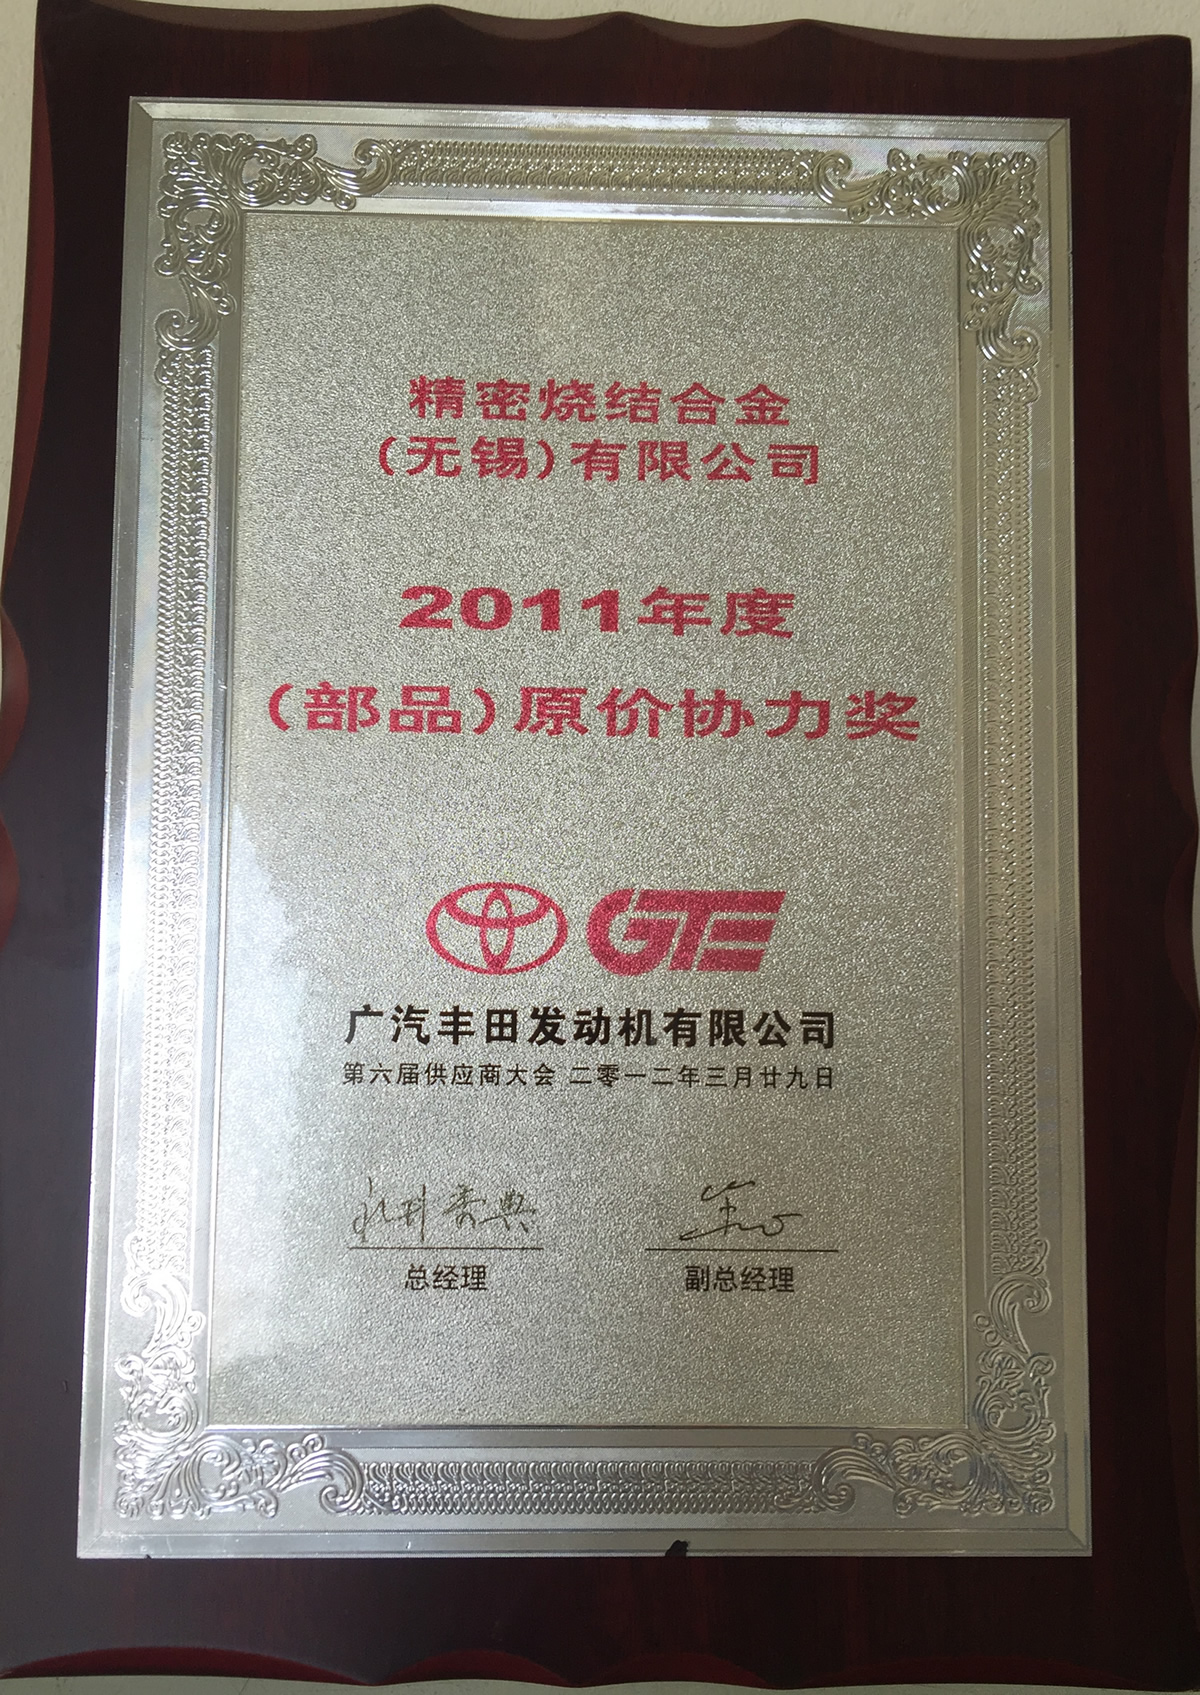 精密烧结合金
（无锡）有限公司
2011年度
（部品）原价协力奖
GTE
广汽丰田发动机有限公司
第六届供应商大会 二零一二年三月廿九日
总经理 副总经理